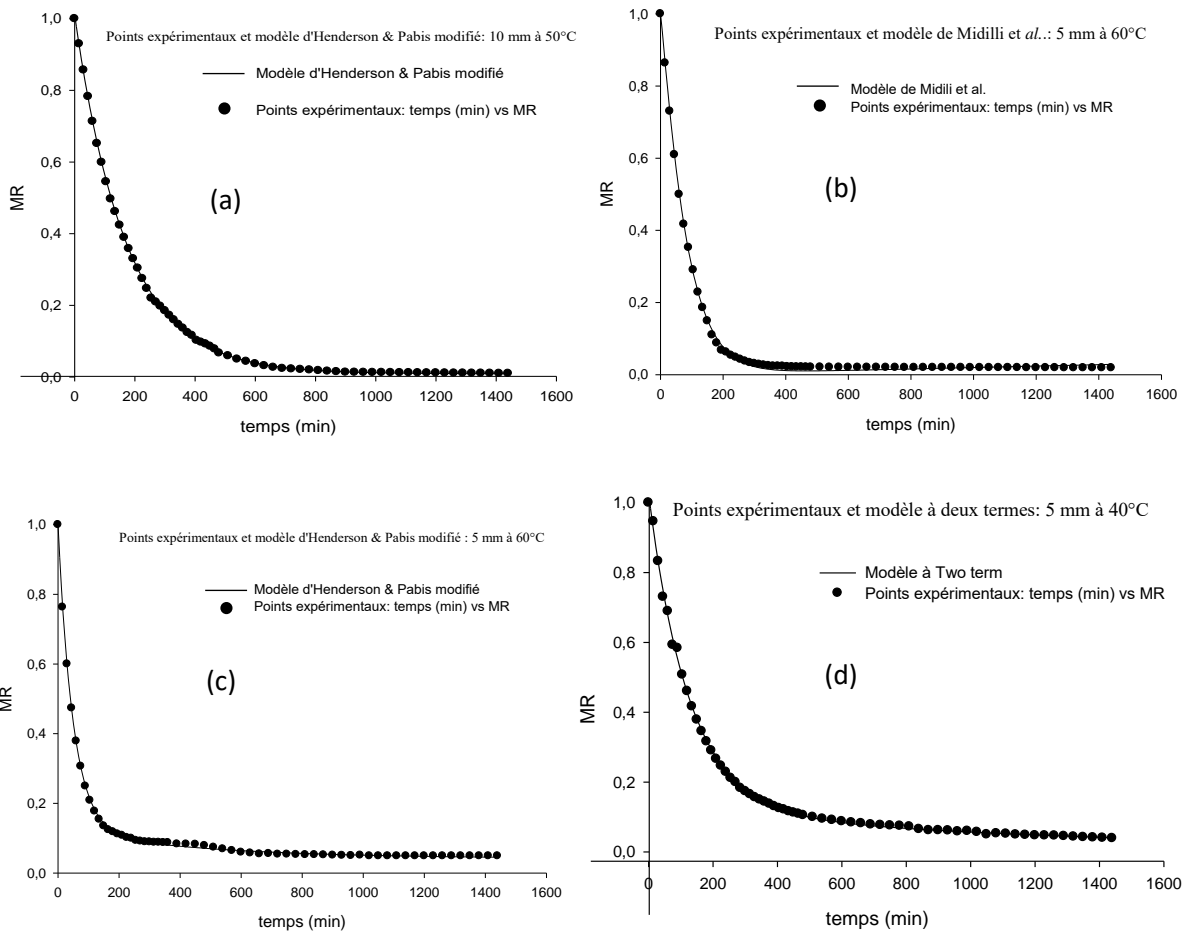 Points expérimentaux et modèle d'Henderson & Pabis modifié: 10 mm à 50°C
Modèle d'Henderson & Pabis modifié
Points expérimentaux: temps (min) vs MR
(a)
MR
1,0
0,8
0,6
0,4
0,2
0,0
0 200 400 600 800 1000 1200 1400 1600
temps (min)
Points expérimentaux et modèle de Midilli et al..: 5 mm à 60°C
Modèle de Midili et al.
Points expérimentaux: temps (min) vs MR
(b)
MR
1,0
0,8
0,6
0,4
0,2
0,0
0 200 400 600 800 1000 1200 1400 1600
temps (min)
Points expérimentaux et modèle d'Henderson & Pabis modifié : 5 mm à 60°C
Modèle d'Henderson & Pabis modifié
Points expérimentaux: temps (min) vs MR
(c)
MR
1,0
0,8
0,6
0,4
0,2
0,0
0 200 400 600 800 1000 1200 1400 1600
temps (min)
Points expérimentaux et modèle à deux termes: 5 mm à 40°C
Modèle à Two term
Points expérimentaux: temps (min) vs MR
(d)
MR
1,0
0,8
0,6
0,4
0,2
0,0
0 200 400 600 800 1000 1200 1400 1600
temps (min)